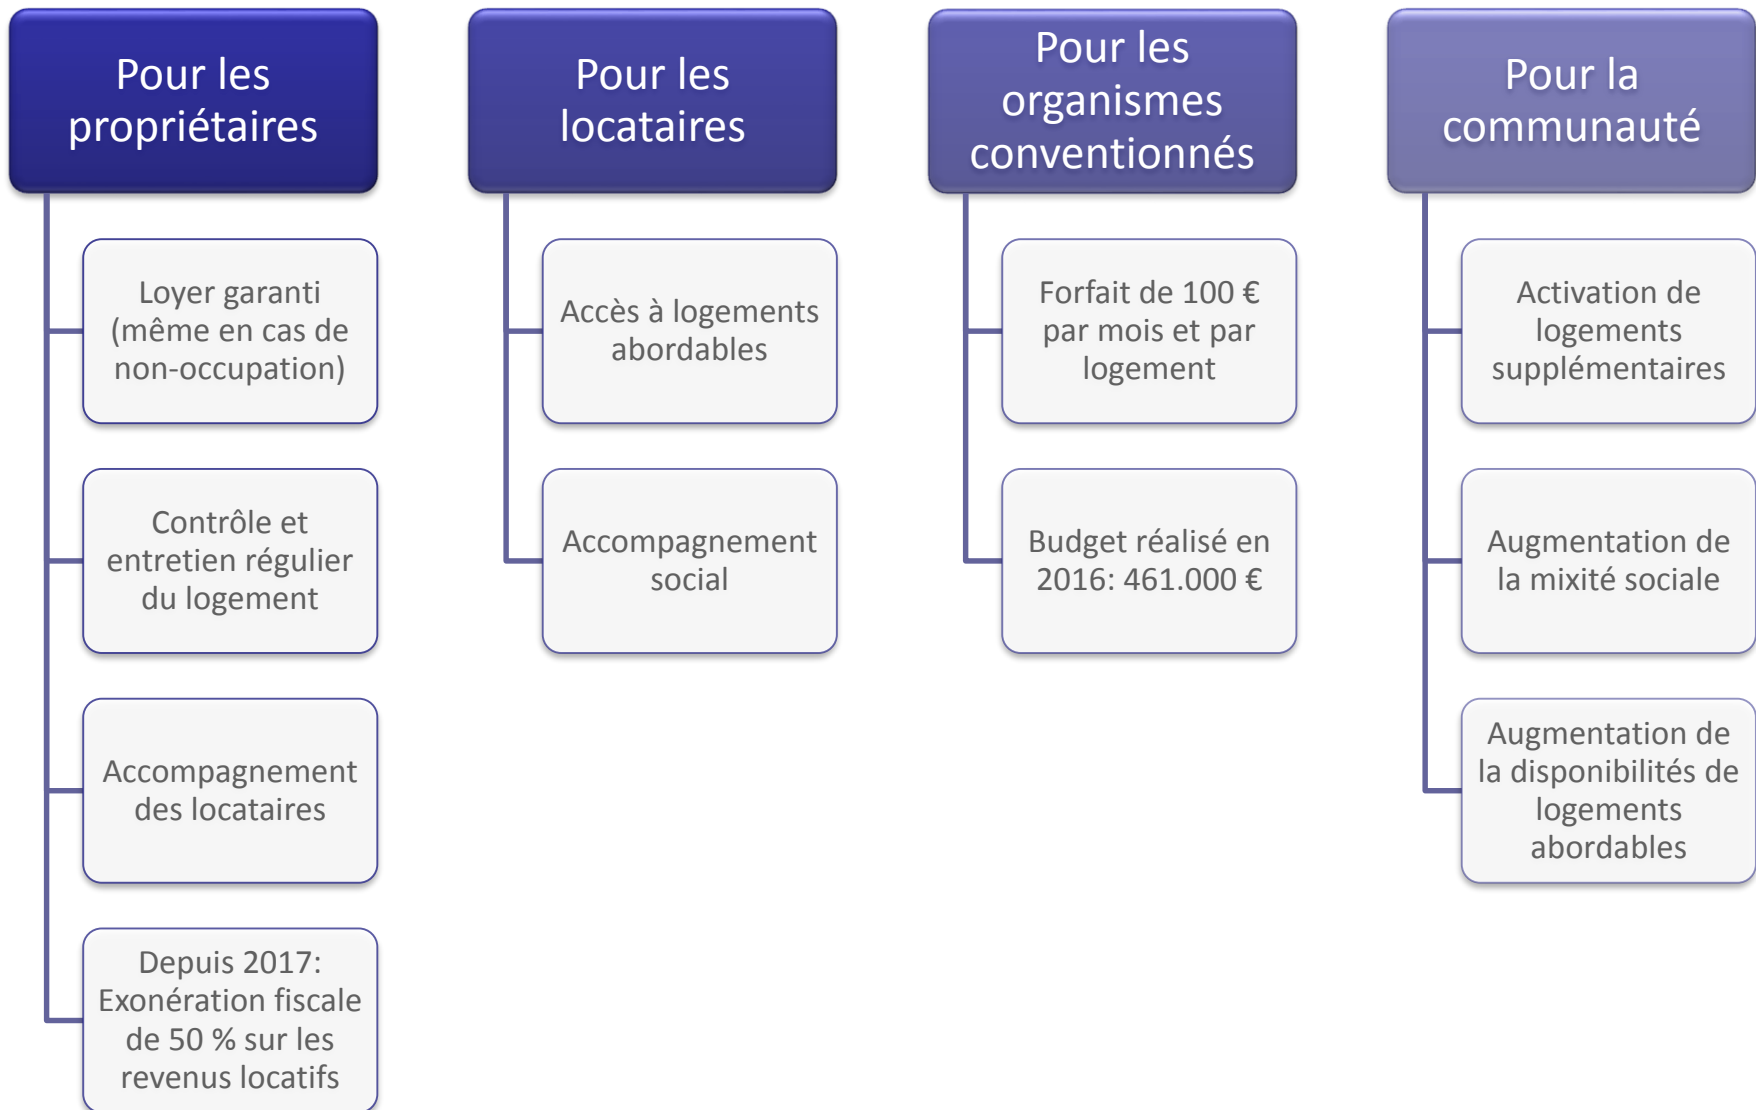 Pour les
propriétaires
Loyer garanti
(même en cas de
non-occupation)
Contrôle et
entretien régulier
du logement
Accompagnement
des locataires
Depuis 2017:
Exonération fiscale
de 50 % sur les
revenus locatifs
Pour les
locataires
Accès à logements
abordables
Accompagnement
social
Pour les
organismes
conventionnés
Forfait de 100 €
par mois et par
logement
Budget réalisé en
2016: 461.000 €
Pour la
communauté
Activation de
logements
supplémentaires
Augmentation de
la mixité sociale
Augmentation de
la disponibilités de
logements
abordables